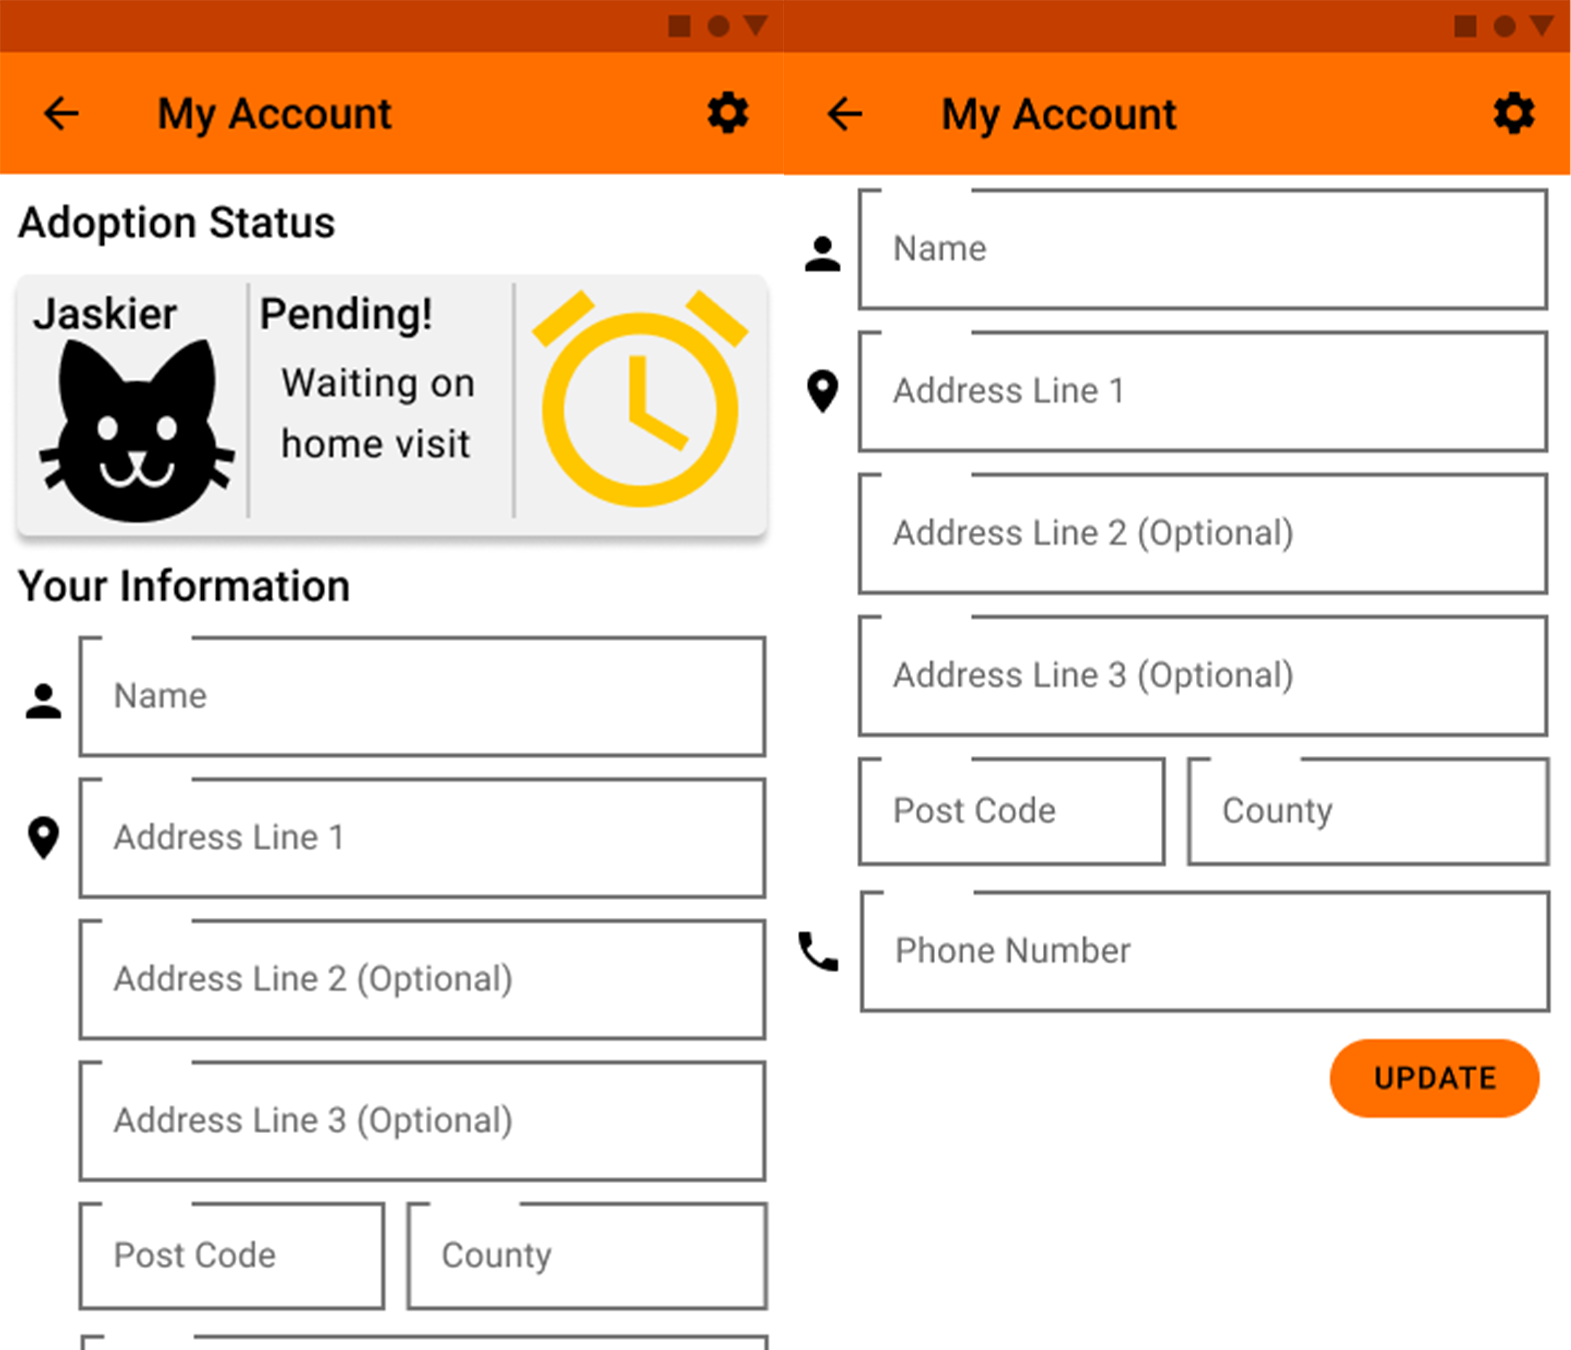 My Account
Adoption Status
Jaskier
Pending!
Waiting on
home visit
Your Information
Name
Address Line 1
Address Line 2 (Optional)
Address Line 3 (Optional)
Post Code
County
My Account
Name
Address Line 1
Address Line 2 (Optional)
Address Line 3 (Optional)
Post Code
County
Phone Number
UPDATE